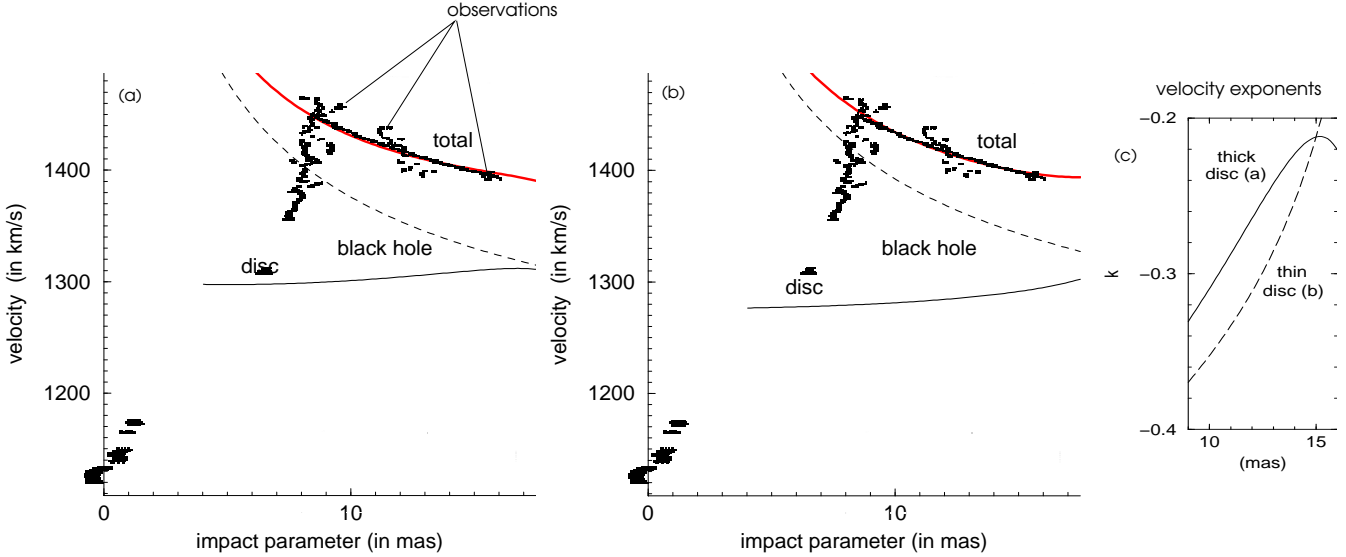 observations
(a)
total
black hole
disc
1400
1300
1200
velocity (in km/s)
0
10
impact parameter (in mas)
(b)
total
black hole
disc
1400
1300
1200
velocity (in km/s)
0
10
impact parameter (in mas)
velocity exponents
(c)
−0.2
−0.3
−0.4
k
thick
disc (a)
thin
disc (b)
10
15
(mas)